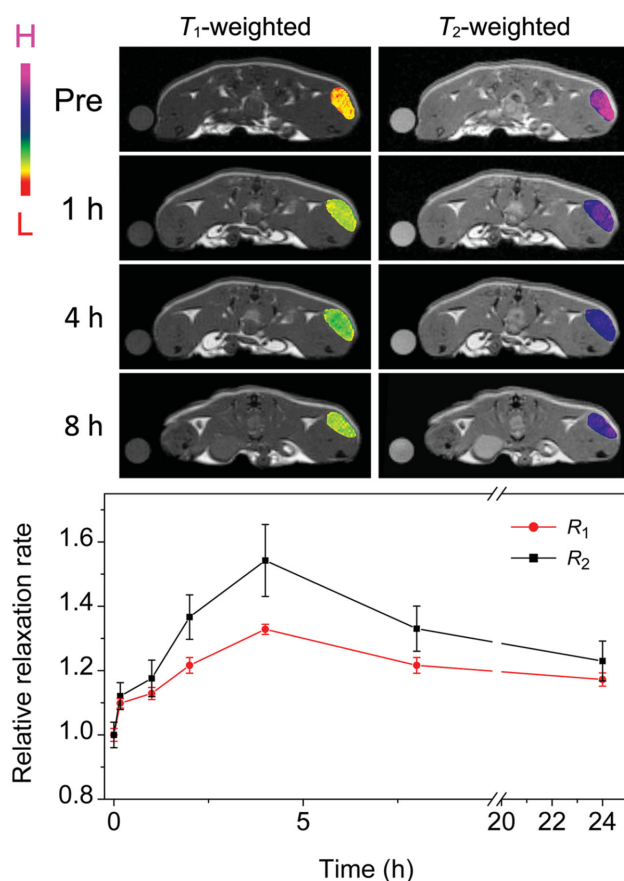 T1-weighted T2-weighted
H
Pre
1 h
L
4 h
8 h
Relative relaxation rate
1.6
1.4
1.2
1.0
0.8
R1
R2
0 5 20 22 24
Time (h)